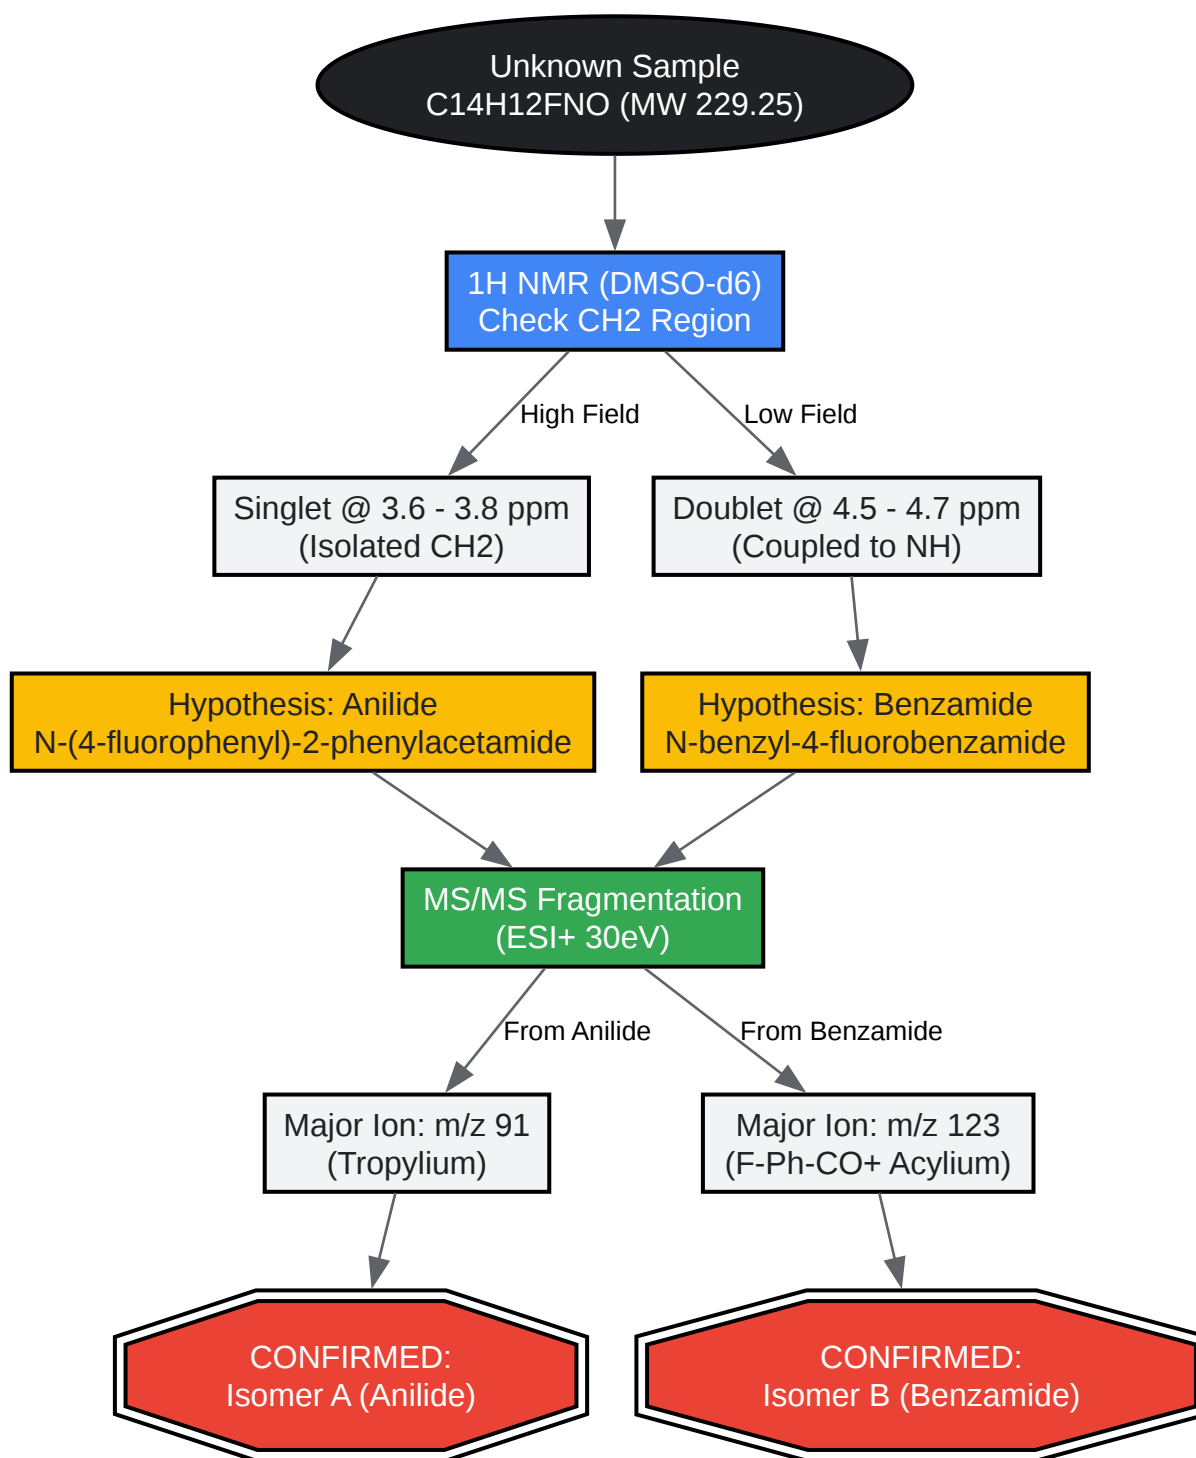 Unknown Sample
C14H12FNO (MW 229.25)
1H NMR (DMSO-d6)
Check CH2 Region
High Field
Low Field
Singlet @ 3.6 - 3.8 ppm
(Isolated CH2)
Doublet @ 4.5 - 4.7 ppm
(Coupled to NH)
Hypothesis: Anilide
N-(4-fluorophenyl)-2-phenylacetamide
Hypothesis: Benzamide
N-benzyl-4-fluorobenzamide
MS/MS Fragmentation
(ESI+ 30eV)
From Anilide
From Benzamide
Major Ion: m/z 91
(Tropylium)
Major Ion: m/z 123
(F-Ph-CO+ Acylium)
CONFIRMED:
Isomer A (Anilide)
CONFIRMED:
Isomer B (Benzamide)